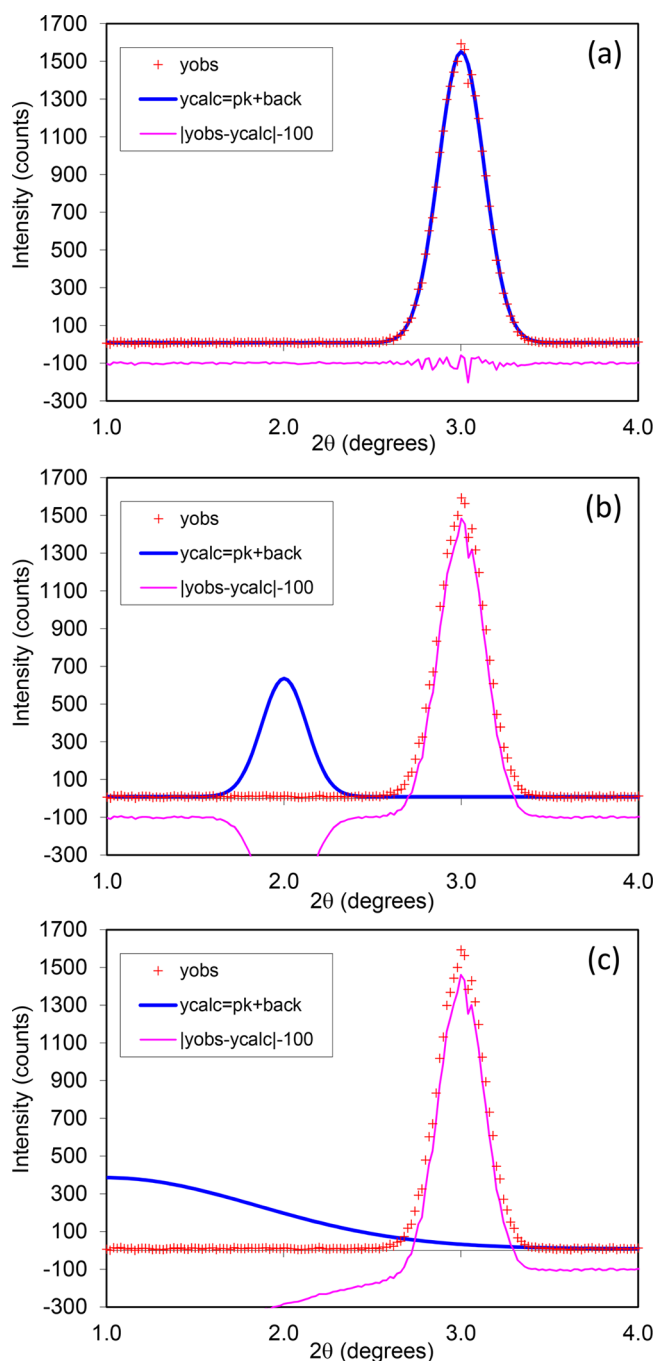 (a)
yobs
ycalc=pk+back
|yobs-ycalc|-100
Intensity (counts)
1700
1500
1300
1100
900
700
500
300
100
-100
-300
1.0 2.0 3.0 4.0
2θ (degrees)
(b)
yobs
ycalc=pk+back
|yobs-ycalc|-100
Intensity (counts)
1700
1500
1300
1100
900
700
500
300
100
-100
-300
1.0 2.0 3.0 4.0
2θ (degrees)
(c)
yobs
ycalc=pk+back
|yobs-ycalc|-100
Intensity (counts)
1700
1500
1300
1100
900
700
500
300
100
-100
-300
1.0 2.0 3.0 4.0
2θ (degrees)